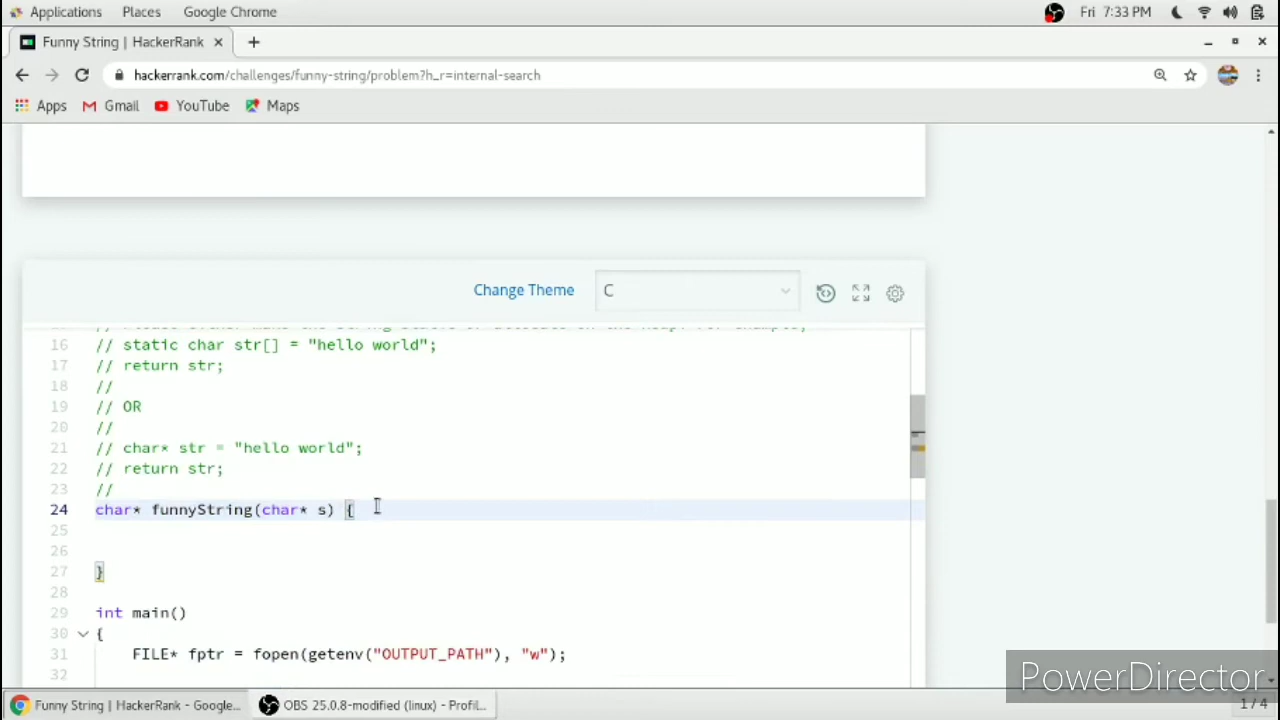 Applications Places Google Chrome Fri 7:33 PM
Funny String | HackerRank
hackerrank.com/challenges/funny-string/problem?h_r=internal-search
Apps Gmail YouTube Maps
Change Theme C
16 // static char str[] = "hello world";
17 // return str;
18 //
19 // OR
20 //
21 // char* str = "hello world";
22 // return str;
23 //
24 char* funnyString(char* s) {
25
26
27 }
28
29 int main()
30 {
31 FILE* fptr = fopen(getenv("OUTPUT_PATH"), "w");
32
PowerDirector
Funny String | HackerRank - Google... OBS 25.0.8-modified (linux) - Profil... 1 / 4